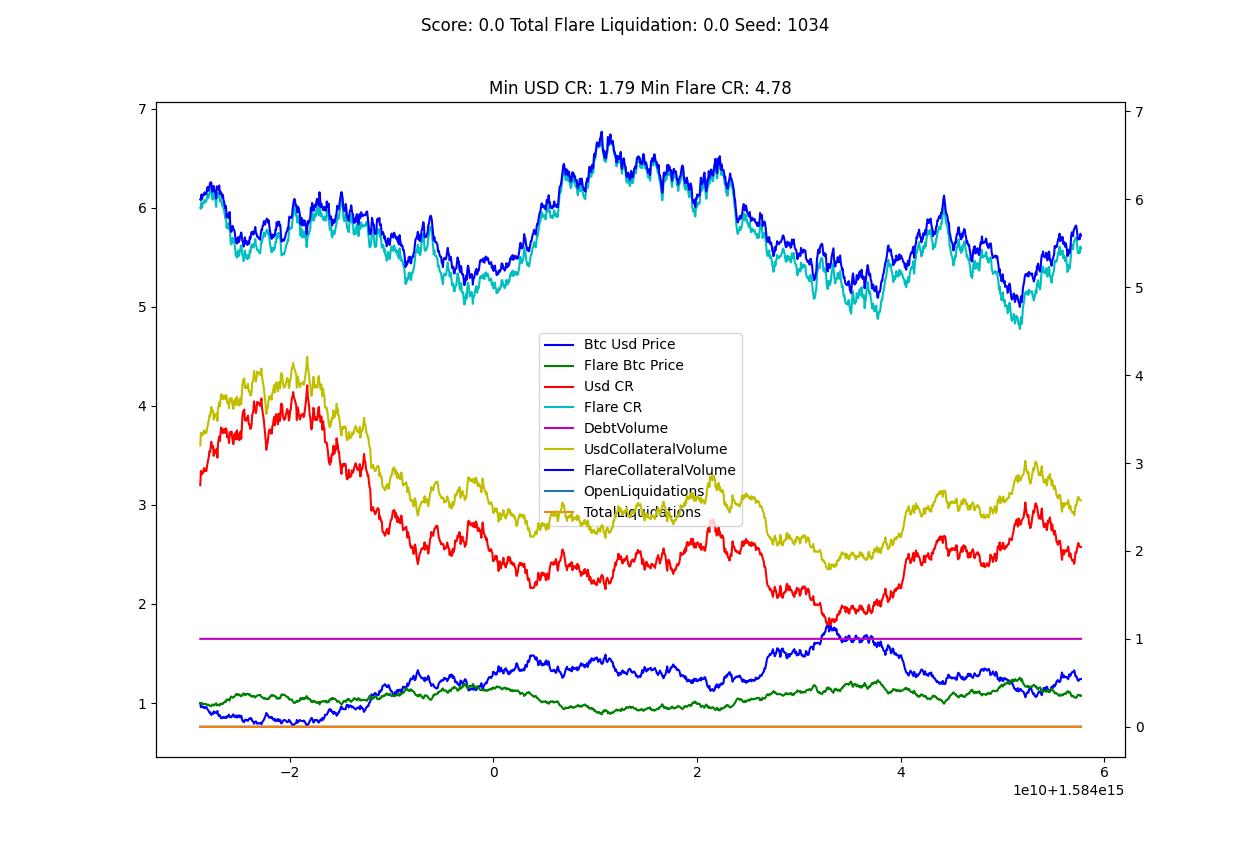 Score: 0.0 Total Flare Liquidation: 0.0 Seed: 1034
Min USD CR: 1.79 Min Flare CR: 4.78
7
6
5
4
3
2
1
7
6
5
4
3
2
1
0
Btc Usd Price
Flare Btc Price
Usd CR
Flare CR
DebtVolume
UsdCollateralVolume
FlareCollateralVolume
OpenLiquidations
TotalLiquidations
−2
0
2
4
6
1e10+1.584e15